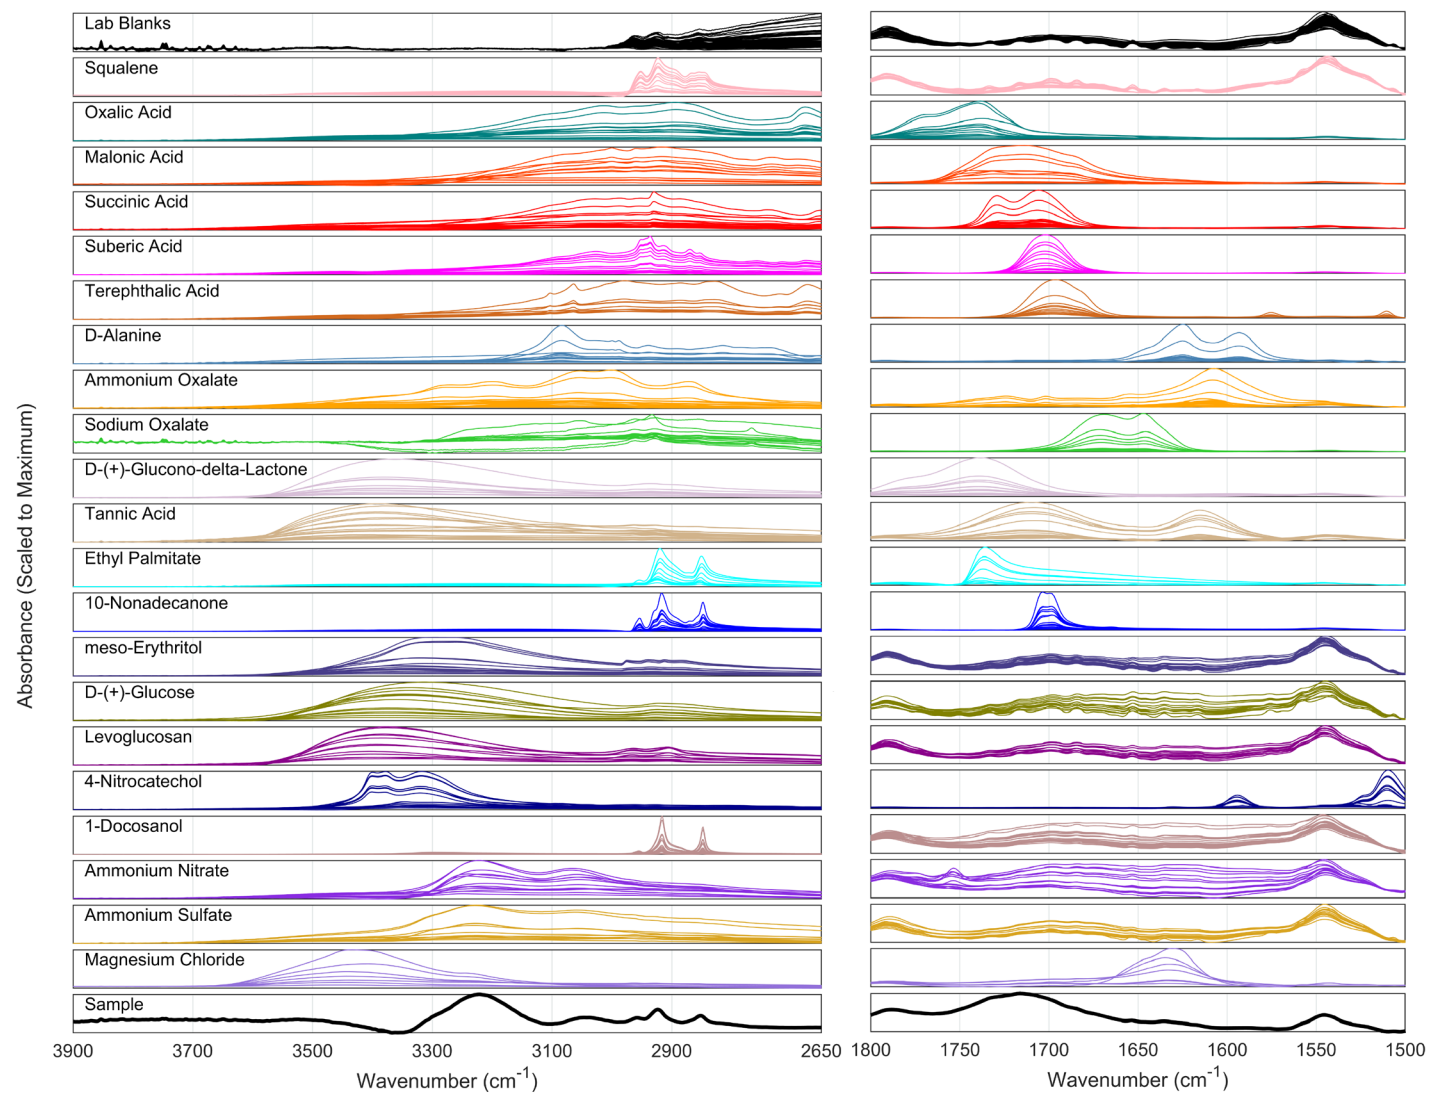 Lab Blanks
Squalene
Oxalic Acid
Malonic Acid
Succinic Acid
Suberic Acid
Terephthalic Acid
D-Alanine
Ammonium Oxalate
Sodium Oxalate
D-(+)-Glucono-delta-Lactone
Tannic Acid
Ethyl Palmitate
10-Nonadecanone
meso-Erythritol
D-(+)-Glucose
Levoglucosan
4-Nitrocatechol
1-Docosanol
Ammonium Nitrate
Ammonium Sulfate
Magnesium Chloride
Sample
Absorbance (Scaled to Maximum)
3900 3700 3500 3300 3100 2900 2650
Wavenumber (cm⁻¹)
1800 1750 1700 1650 1600 1550 1500
Wavenumber (cm⁻¹)